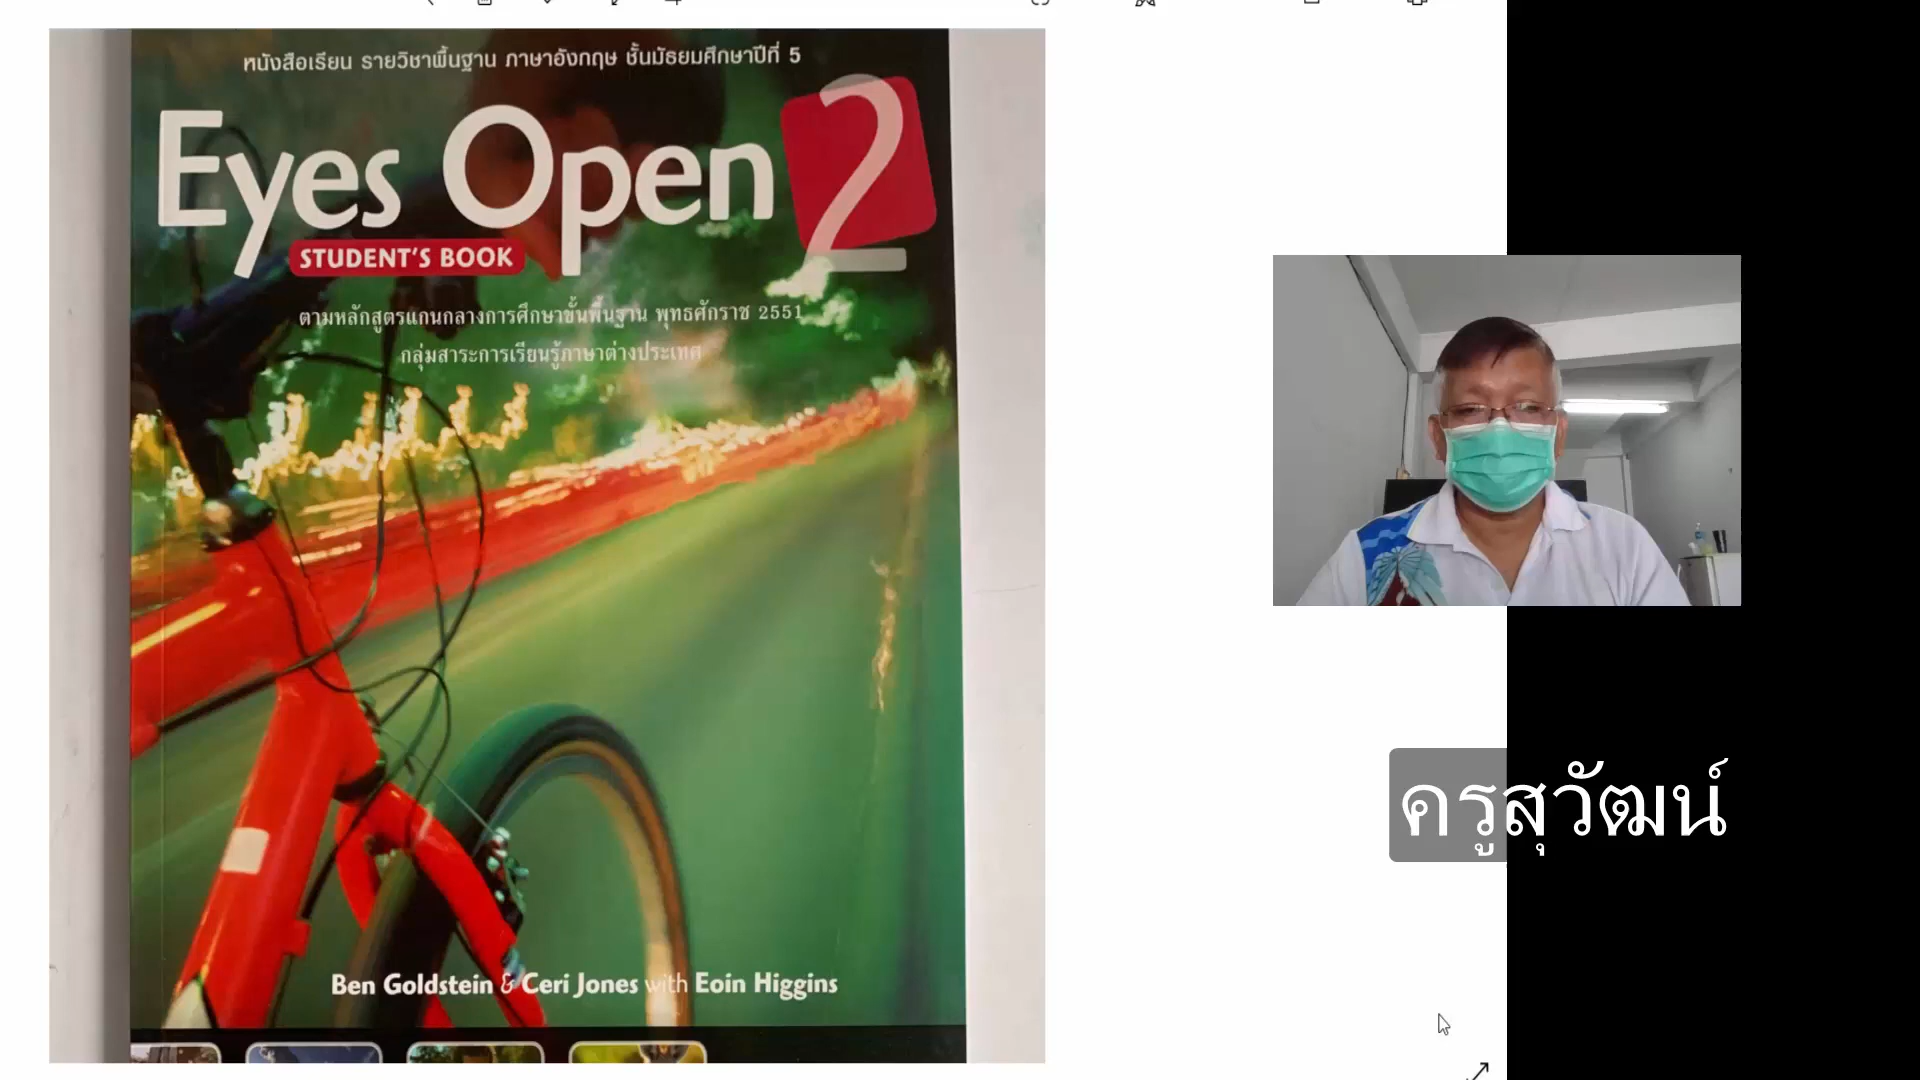 หนังสือเรียน รายวิชาพื้นฐาน ภาษาอังกฤษ ชั้นมัธยมศึกษาปีที่ 5
Eyes Open 2
STUDENT'S BOOK
ตามหลักสูตรแกนกลางการศึกษาขั้นพื้นฐาน พุทธศักราช 2551
กลุ่มสาระการเรียนรู้ภาษาต่างประเทศ
Ben Goldstein & Ceri Jones with Eoin Higgins
ครูสุวัฒน์